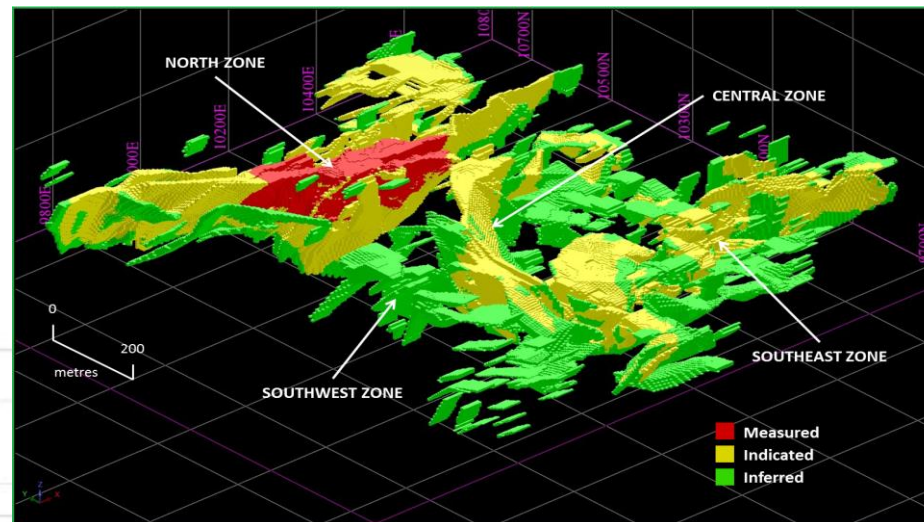 NORTH ZONE
CENTRAL ZONE
10700N
10400E
10500N
10200E
10300N
0
200
metres
SOUTHWEST ZONE
SOUTHEAST ZONE
Measured
Indicated
Inferred
Y
Z
X